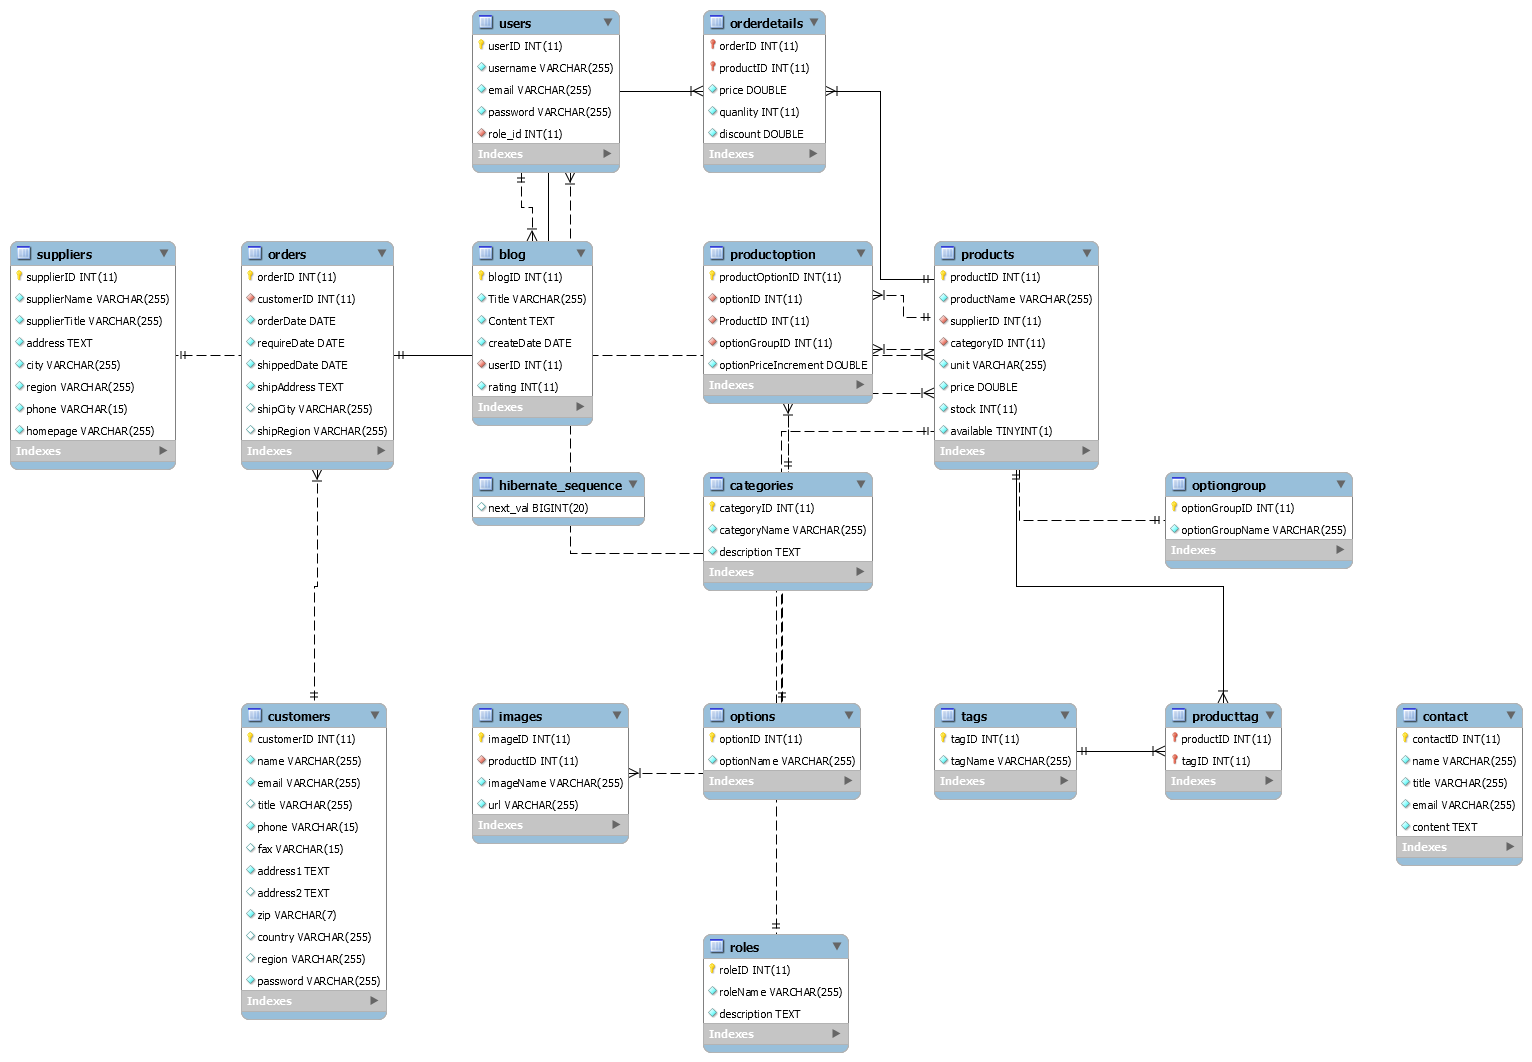 users
userID INT(11)
username VARCHAR(255)
email VARCHAR(255)
password VARCHAR(255)
role_id INT(11)
Indexes
orderdetails
orderID INT(11)
productID INT(11)
price DOUBLE
quanlity INT(11)
discount DOUBLE
Indexes
suppliers
supplierID INT(11)
supplierName VARCHAR(255)
supplierTitle VARCHAR(255)
address TEXT
city VARCHAR(255)
region VARCHAR(255)
phone VARCHAR(15)
homepage VARCHAR(255)
Indexes
orders
orderID INT(11)
customerID INT(11)
orderDate DATE
requireDate DATE
shippedDate DATE
shipAddress TEXT
shipCity VARCHAR(255)
shipRegion VARCHAR(255)
Indexes
blog
blogID INT(11)
Title VARCHAR(255)
Content TEXT
createDate DATE
userID INT(11)
rating INT(11)
Indexes
productoption
productOptionID INT(11)
optionID INT(11)
ProductID INT(11)
optionGroupID INT(11)
optionPriceIncrement DOUBLE
Indexes
products
productID INT(11)
productName VARCHAR(255)
supplierID INT(11)
categoryID INT(11)
unit VARCHAR(255)
price DOUBLE
stock INT(11)
available TINYINT(1)
Indexes
hibernate_sequence
next_val BIGINT(20)
categories
categoryID INT(11)
categoryName VARCHAR(255)
description TEXT
Indexes
optiongroup
optionGroupID INT(11)
optionGroupName VARCHAR(255)
Indexes
customers
customerID INT(11)
name VARCHAR(255)
email VARCHAR(255)
title VARCHAR(255)
phone VARCHAR(15)
fax VARCHAR(15)
address1 TEXT
address2 TEXT
zip VARCHAR(7)
country VARCHAR(255)
region VARCHAR(255)
password VARCHAR(255)
Indexes
images
imageID INT(11)
productID INT(11)
imageName VARCHAR(255)
url VARCHAR(255)
Indexes
options
optionID INT(11)
optionName VARCHAR(255)
Indexes
tags
tagID INT(11)
tagName VARCHAR(255)
Indexes
producttag
productID INT(11)
tagID INT(11)
Indexes
contact
contactID INT(11)
name VARCHAR(255)
title VARCHAR(255)
email VARCHAR(255)
content TEXT
Indexes
roles
roleID INT(11)
roleName VARCHAR(255)
description TEXT
Indexes